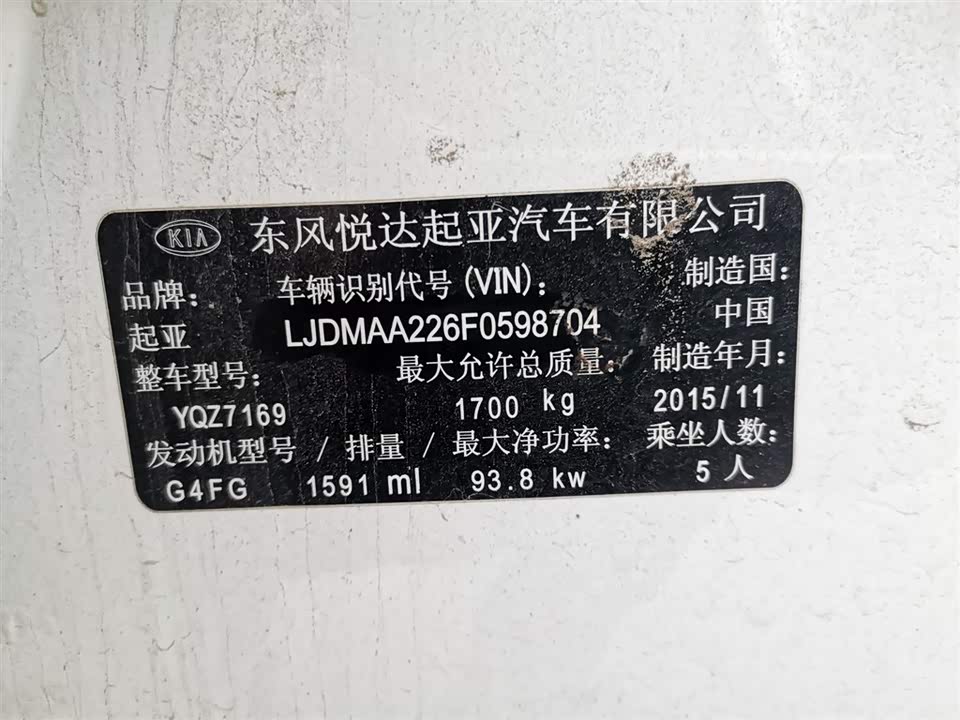 KIA 东风悦达起亚汽车有限公司
品牌： 车辆识别代号(VIN)： 制造国：
起亚 LJDMAA226F0598704 中国
整车型号： 最大允许总质量： 制造年月：
YQZ7169 1700 kg 2015/11
发动机型号 / 排量 / 最大净功率： 乘坐人数：
G4FG 1591 ml 93.8 kw 5 人